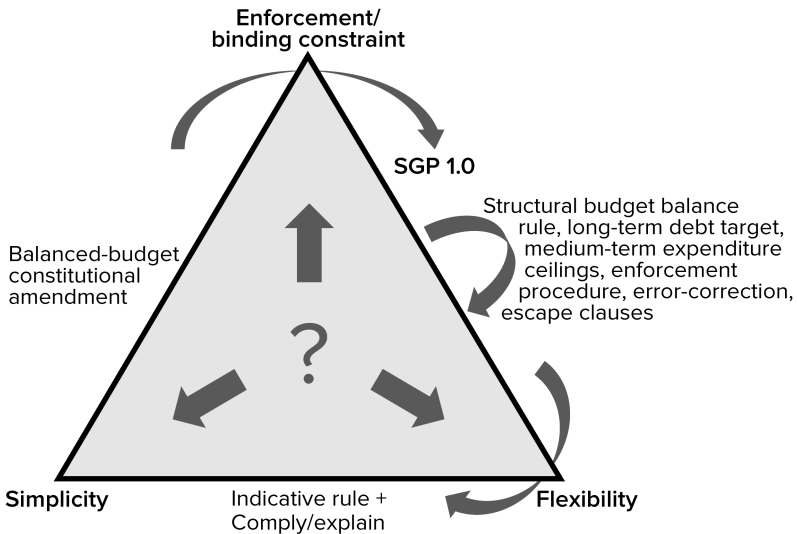 Enforcement/
binding constraint
SGP 1.0
Structural budget balance
rule, long-term debt target,
medium-term expenditure
ceilings, enforcement
procedure, error-correction,
escape clauses
Balanced-budget
constitutional
amendment
?
Simplicity
Indicative rule +
Comply/explain
Flexibility